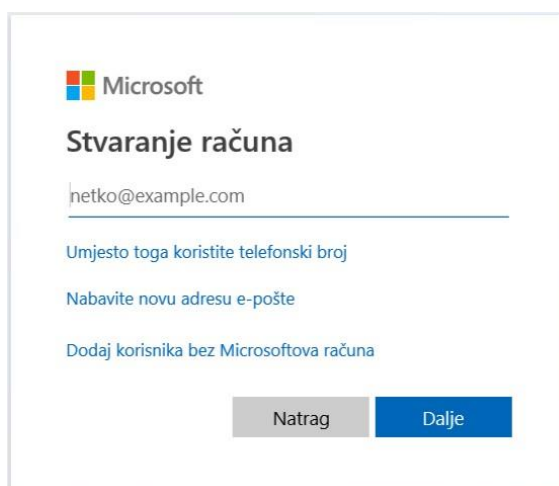 Microsoft
Stvaranje računa
netko@example.com
Umjesto toga koristite telefonski broj
Nabavite novu adresu e-pošte
Dodaj korisnika bez Microsoftova računa
Natrag
Dalje